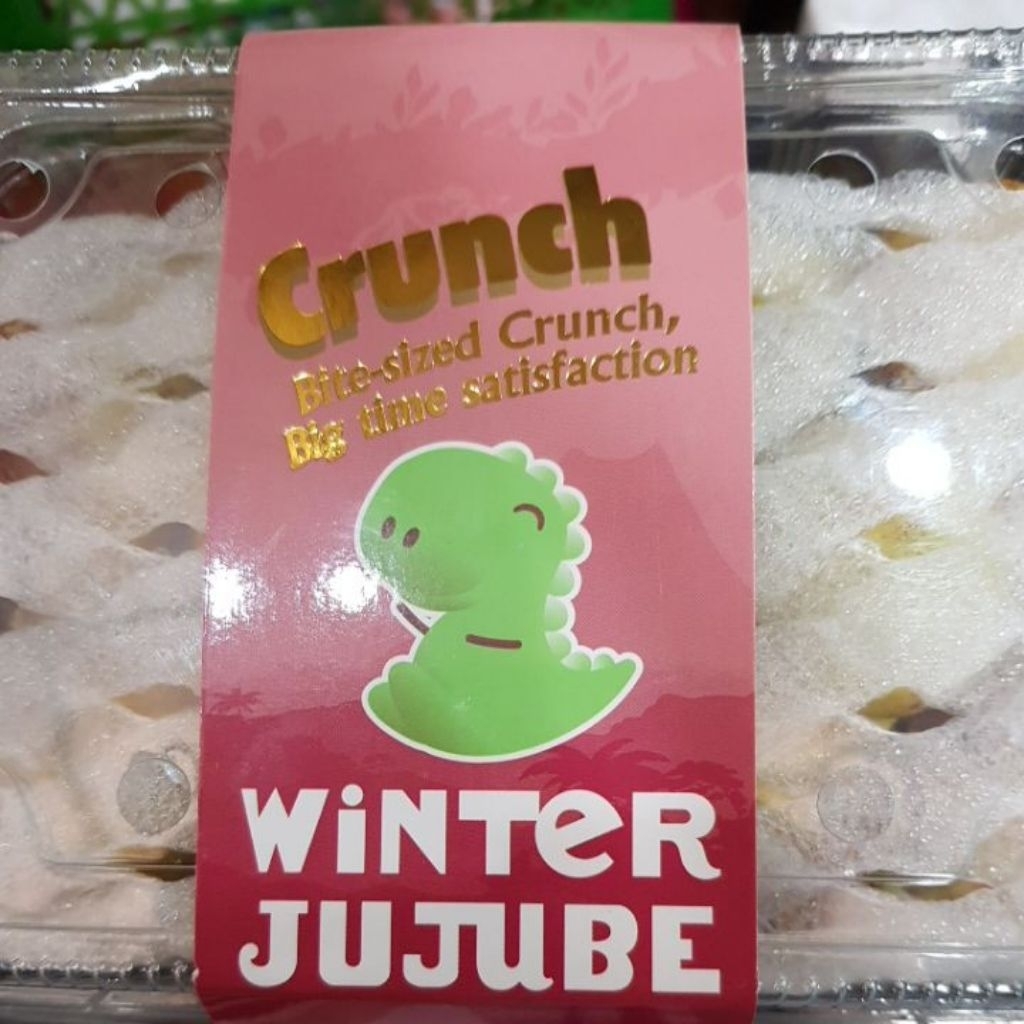 Crunch
Bite-sized Crunch,
Big time satisfaction
WiNTeR
JUJUBE